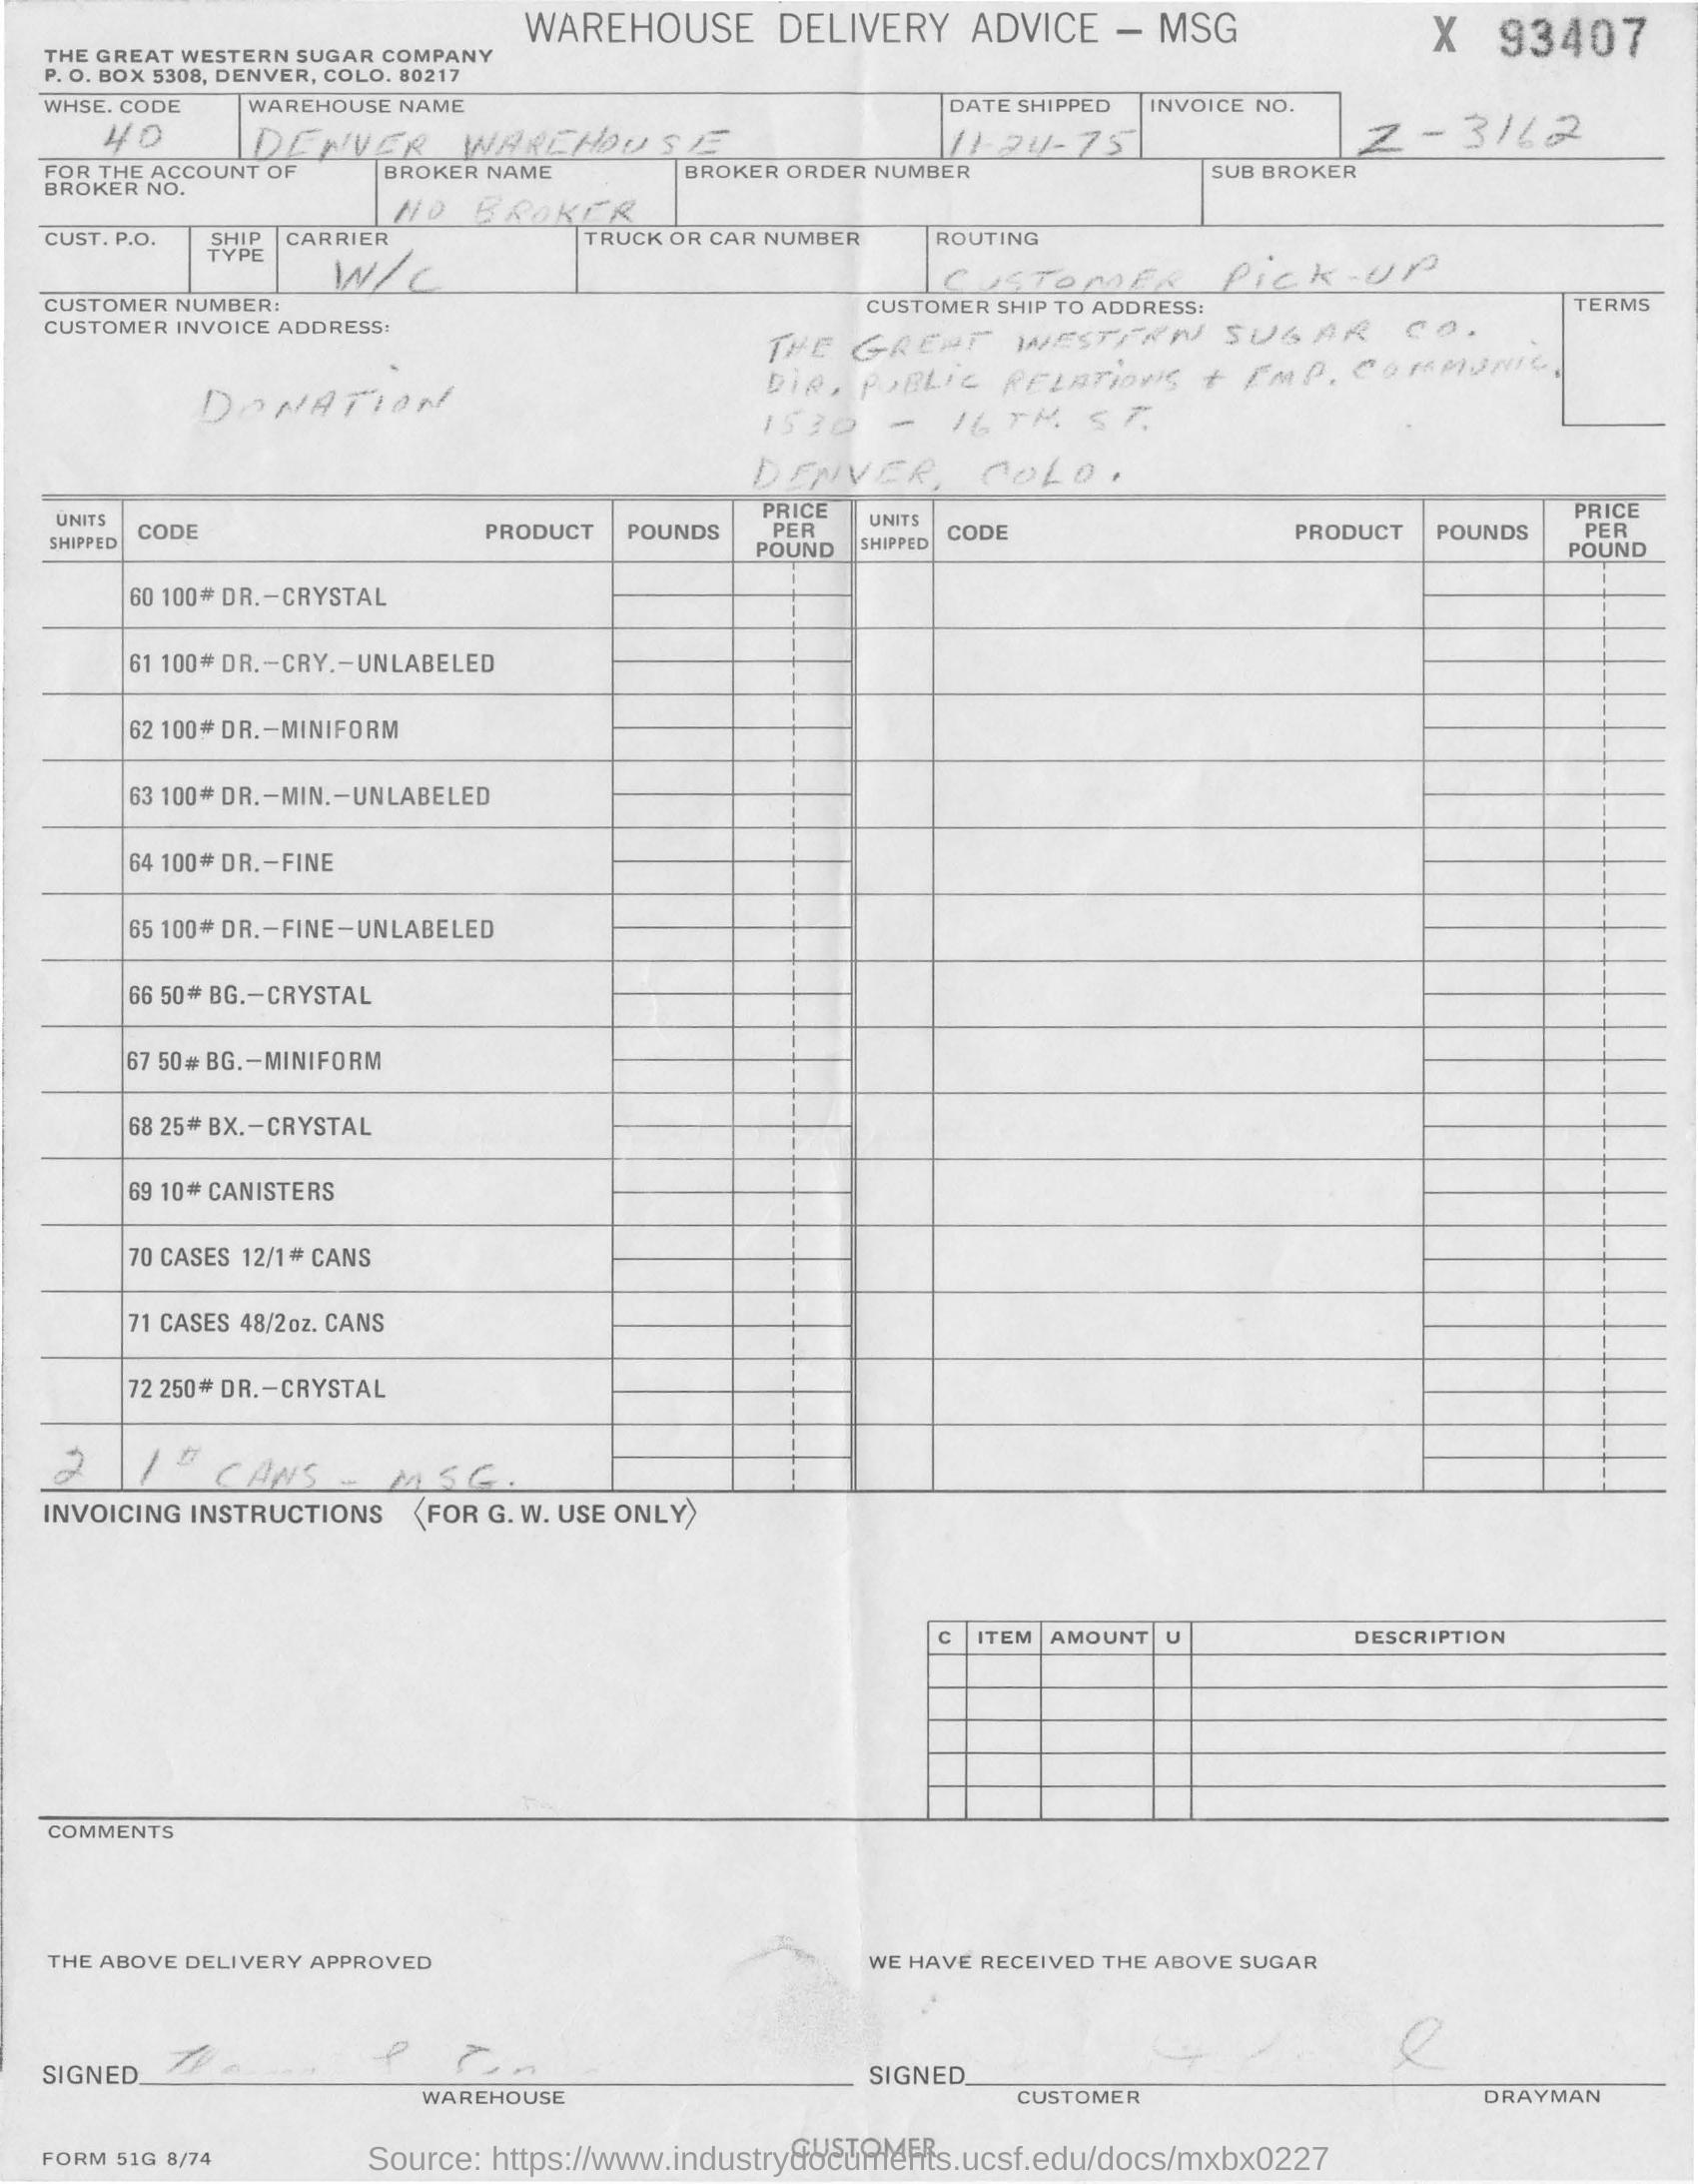 WAREHOUSE DELIVERY ADVICE – MSG
X 93407
THE GREAT WESTERN SUGAR COMPANY
P. O. BOX 5308, DENVER, COLO. 80217
WHSE. CODE WAREHOUSE NAME DATE SHIPPED INVOICE NO.
40 DENVER WAREHOUSE 11-24-75 Z-3162
FOR THE ACCOUNT OF BROKER NAME BROKER ORDER NUMBER SUB BROKER
BROKER NO.
NO BROKER
CUST. P.O. SHIP CARRIER TRUCK OR CAR NUMBER ROUTING
TYPE
W/C CUSTOMER PICK-UP
CUSTOMER NUMBER: CUSTOMER SHIP TO ADDRESS: TERMS
CUSTOMER INVOICE ADDRESS:
THE GREAT WESTERN SUGAR CO.
DIR. PUBLIC RELATIONS + EMP. COMMUNIC.
DONATION
1530 - 16TH. ST.
DENVER, COLO.
UNITS SHIPPED CODE PRODUCT POUNDS PRICE PER POUND UNITS SHIPPED CODE PRODUCT POUNDS PRICE PER POUND
60 100# DR.–CRYSTAL
61 100# DR.–CRY.–UNLABELED
62 100# DR.–MINIFORM
63 100# DR.–MIN.–UNLABELED
64 100# DR.–FINE
65 100# DR.–FINE–UNLABELED
66 50# BG.–CRYSTAL
67 50# BG.–MINIFORM
68 25# BX.–CRYSTAL
69 10# CANISTERS
70 CASES 12/1# CANS
71 CASES 48/2oz. CANS
72 250# DR.–CRYSTAL
2 1# CANS - MSG.
INVOICING INSTRUCTIONS ⟨FOR G. W. USE ONLY⟩
C ITEM AMOUNT U DESCRIPTION
COMMENTS
THE ABOVE DELIVERY APPROVED WE HAVE RECEIVED THE ABOVE SUGAR
SIGNED SIGNED
WAREHOUSE CUSTOMER DRAYMAN
CUSTOMER
FORM 51G 8/74
Source: https://www.industrydocuments.ucsf.edu/docs/mxbx0227